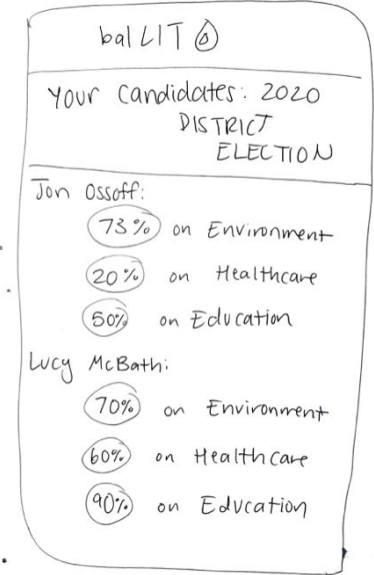 balLIT
Your Candidates: 2020
DISTRICT
ELECTION
Jon Ossoff:
73% on Environment
20% on Healthcare
50% on Education
Lucy McBath:
70% on Environment
60% on Healthcare
90% on Education